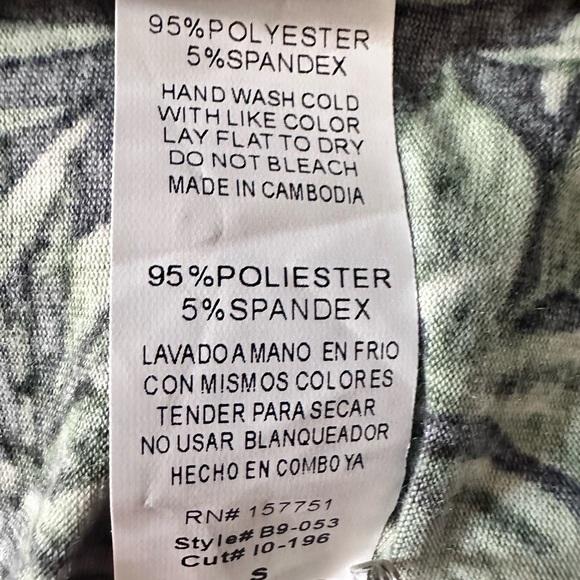 95%POLYESTER
5%SPANDEX
HAND WASH COLD
WITH LIKE COLOR
LAY FLAT TO DRY
DO NOT BLEACH
MADE IN CAMBODIA
95%POLIESTER
5%SPANDEX
LAVADO A MANO EN FRIO
CON MISMOS COLORES
TENDER PARA SECAR
NO USAR BLANQUEADOR
HECHO EN COMBOYA
RN# 157751
Style# B9-053
Cut# I0-196
S